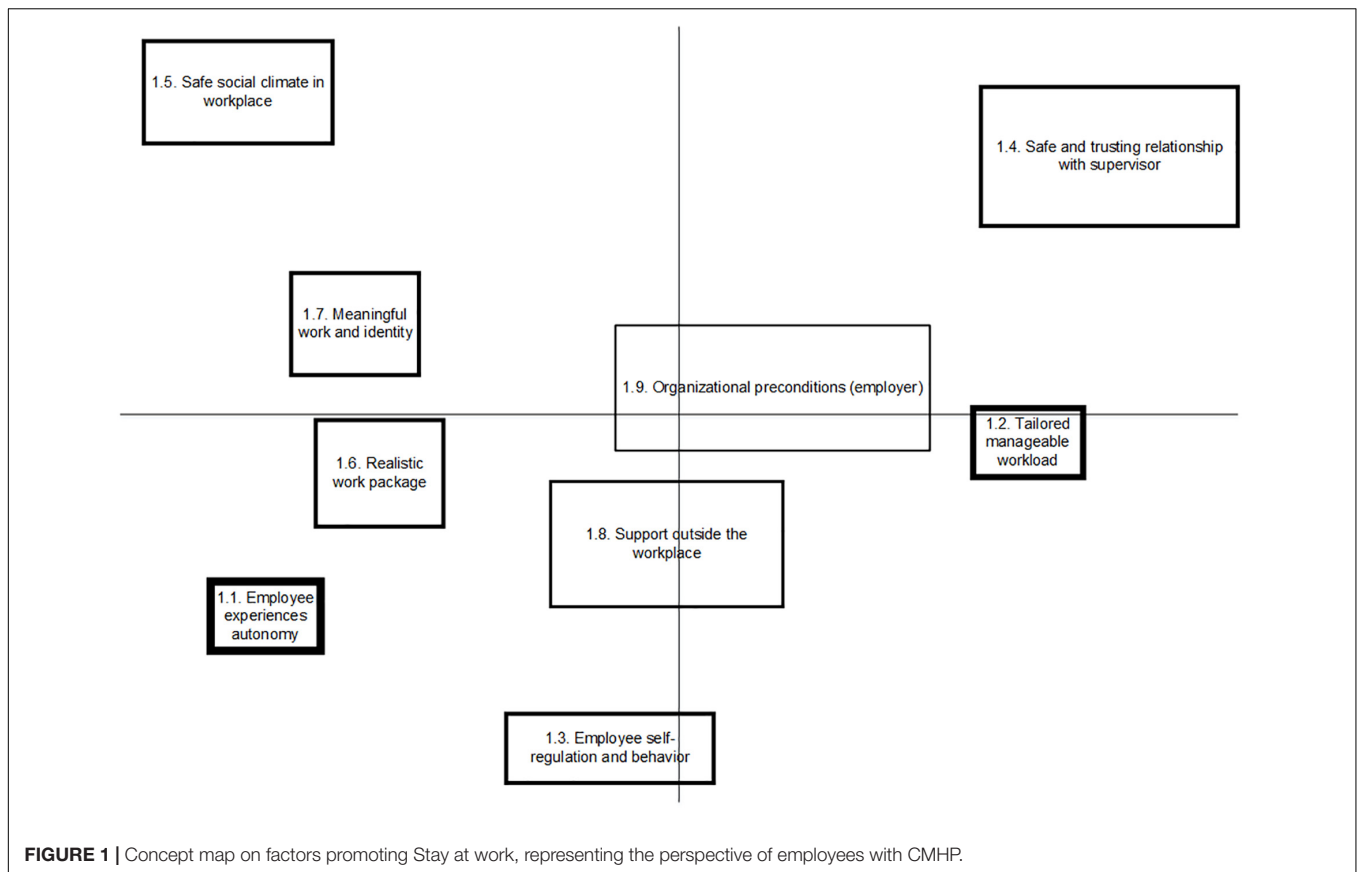 1.5. Safe social climate in
workplace
1.4. Safe and trusting relationship
with supervisor
1.7. Meaningful
work and identity
1.9. Organizational preconditions (employer)
1.2. Tailored
manageable
workload
1.6. Realistic
work package
1.8. Support outside the
workplace
1.1. Employee
experiences
autonomy
1.3. Employee self-
regulation and behavior
FIGURE 1 | Concept map on factors promoting Stay at work, representing the perspective of employees with CMHP.